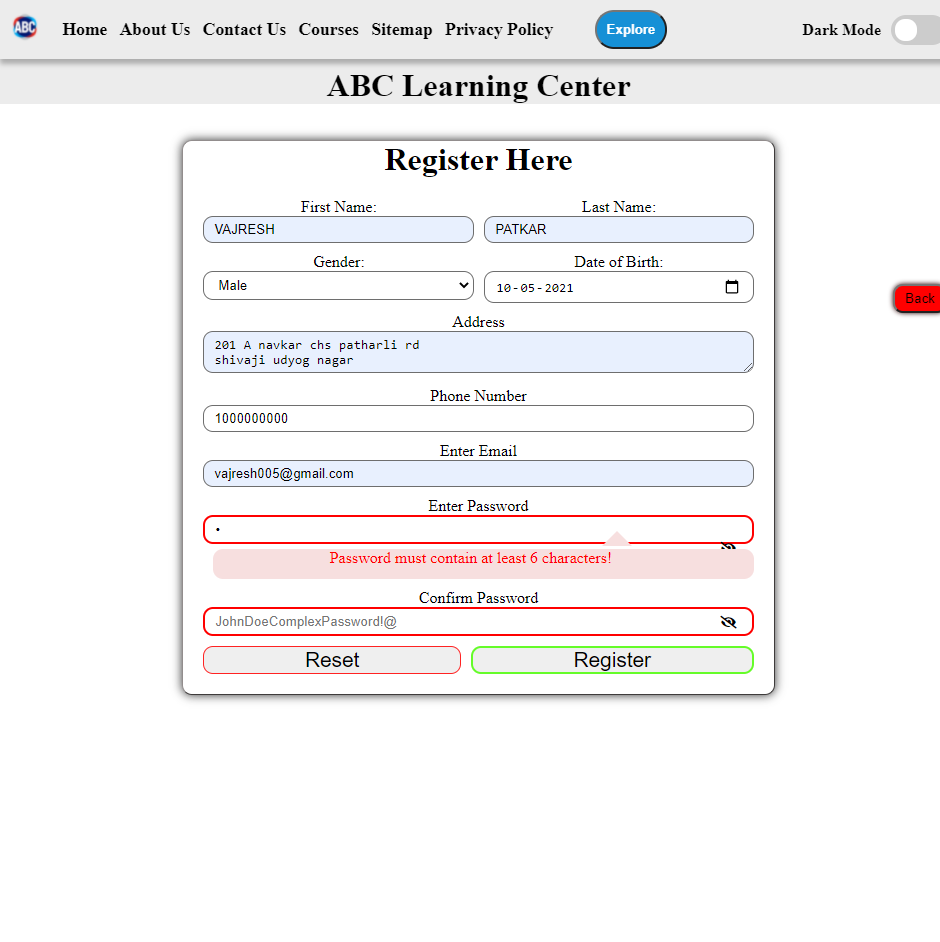 ABC Home About Us Contact Us Courses Sitemap Privacy Policy Explore Dark Mode
ABC Learning Center
Register Here
First Name: Last Name:
VAJRESH PATKAR
Gender: Date of Birth:
Male 10-05-2021
Back
Address
201 A navkar chs patharli rd
shivaji udyog nagar
Phone Number
1000000000
Enter Email
vajresh005@gmail.com
Enter Password
•
Password must contain at least 6 characters!
Confirm Password
JohnDoeComplexPassword!@
Reset Register